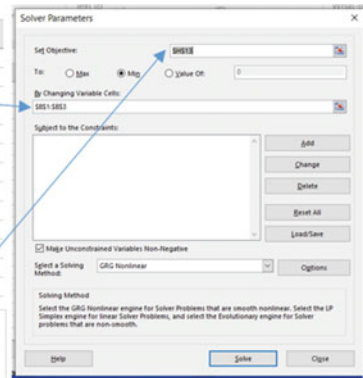 Solver Parameters
Set Objective: $H$13
To: Max Min Value Of: 0
By Changing Variable Cells:
$B$1:$B$3
Subject to the Constraints:
Add
Change
Delete
Reset All
Load/Save
Make Unconstrained Variables Non-Negative
Select a Solving Method: GRG Nonlinear Options
Solving Method
Select the GRG Nonlinear engine for Solver Problems that are smooth nonlinear. Select the LP
Simplex engine for linear Solver Problems, and select the Evolutionary engine for Solver
problems that are non-smooth.
Help Solve Close